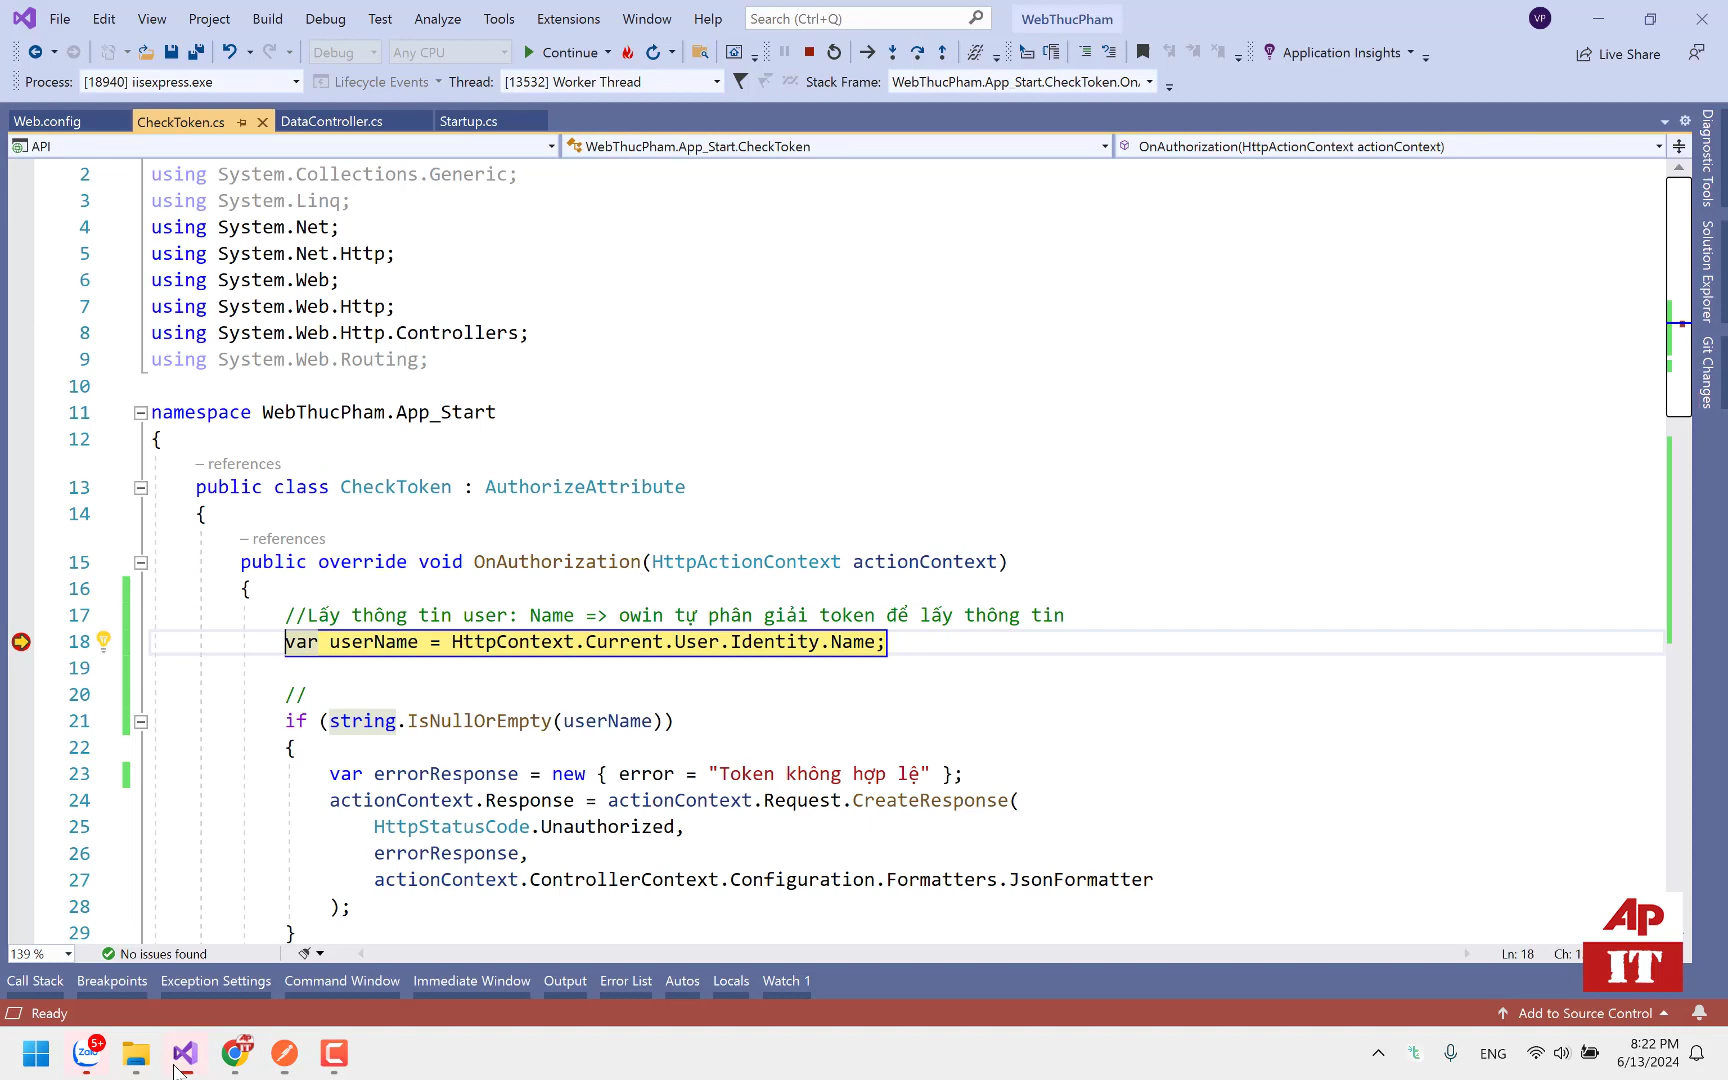 File Edit View Project Build Debug Test Analyze Tools Extensions Window Help Search (Ctrl+Q) WebThucPham VP
Debug Any CPU Continue Application Insights Live Share
Process: [18940] iisexpress.exe Lifecycle Events Thread: [13532] Worker Thread Stack Frame: WebThucPham.App_Start.CheckToken.On
Web.config CheckToken.cs DataController.cs Startup.cs
API WebThucPham.App_Start.CheckToken OnAuthorization(HttpActionContext actionContext)
2 using System.Collections.Generic;
3 using System.Linq;
4 using System.Net;
5 using System.Net.Http;
6 using System.Web;
7 using System.Web.Http;
8 using System.Web.Http.Controllers;
9 using System.Web.Routing;
10
11 namespace WebThucPham.App_Start
12 {
– references
13 public class CheckToken : AuthorizeAttribute
14 {
– references
15 public override void OnAuthorization(HttpActionContext actionContext)
16 {
17 //Lấy thông tin user: Name => owin tự phân giải token để lấy thông tin
18 var userName = HttpContext.Current.User.Identity.Name;
19
20 //
21 if (string.IsNullOrEmpty(userName))
22 {
23 var errorResponse = new { error = "Token không hợp lệ" };
24 actionContext.Response = actionContext.Request.CreateResponse(
25 HttpStatusCode.Unauthorized,
26 errorResponse,
27 actionContext.ControllerContext.Configuration.Formatters.JsonFormatter
28 );
29 }
Diagnostic Tools
Solution Explorer
Git Changes
AP
IT
139 % No issues found Ln: 18 Ch: 1
Call Stack Breakpoints Exception Settings Command Window Immediate Window Output Error List Autos Locals Watch 1
Ready Add to Source Control
Zalo 5+ AP IT ENG 8:22 PM
6/13/2024